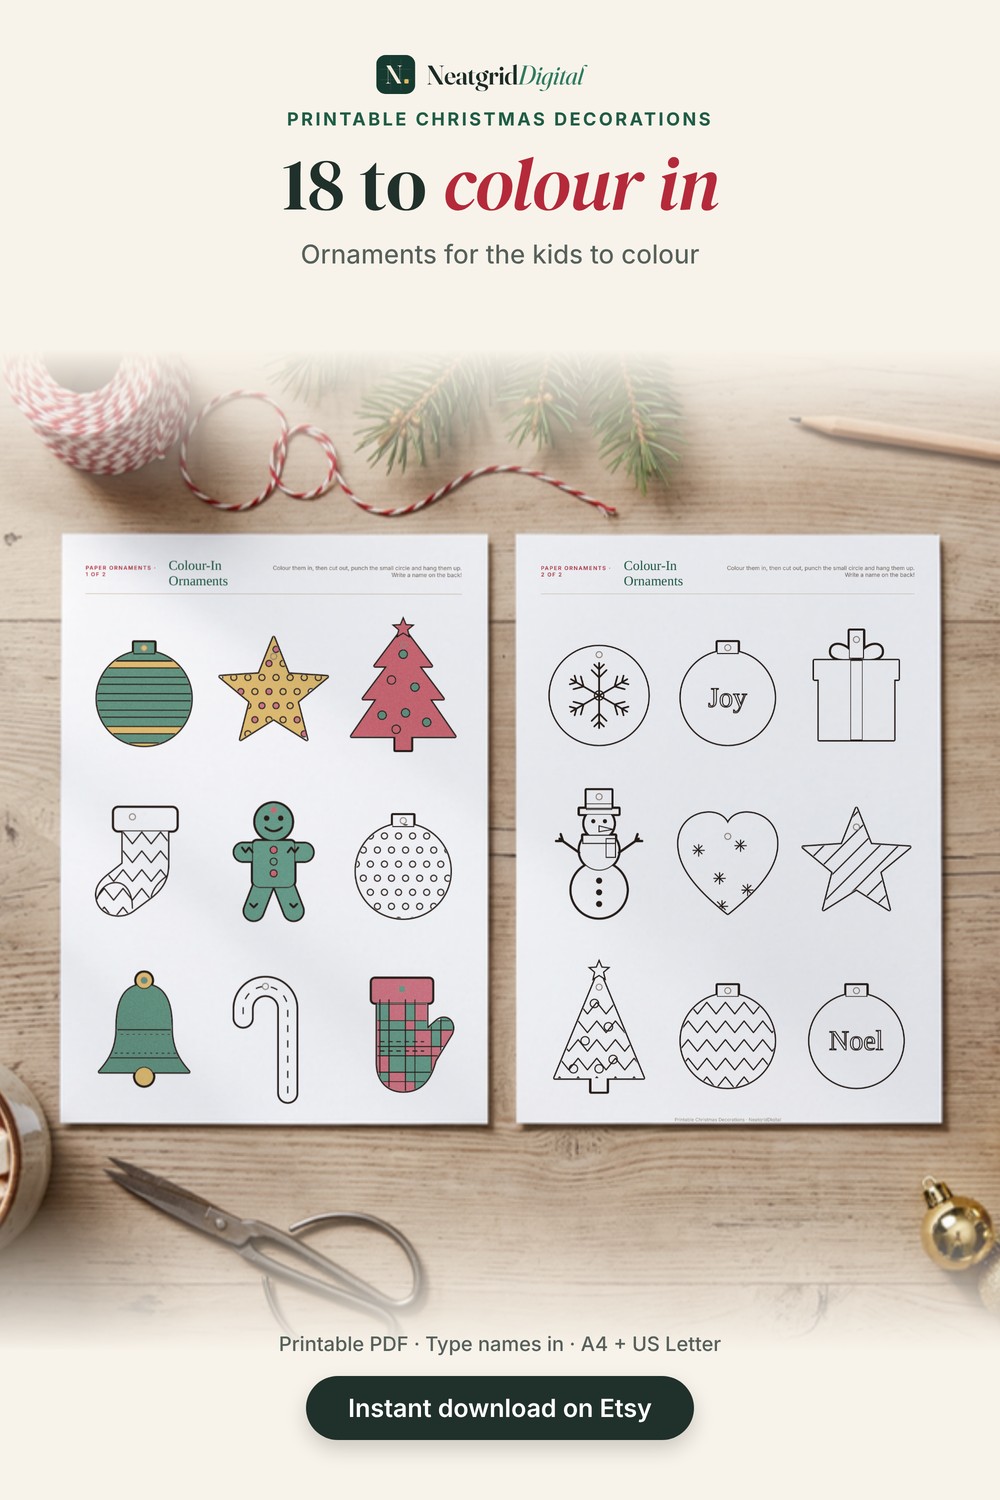 N. NeatgridDigital
PRINTABLE CHRISTMAS DECORATIONS
18 to colour in
Ornaments for the kids to colour
PAPER ORNAMENTS ·
1 OF 2
Colour-In
Ornaments
Colour them in, then cut out, punch the small circle and hang them up.
Write a name on the back!
PAPER ORNAMENTS ·
2 OF 2
Colour-In
Ornaments
Colour them in, then cut out, punch the small circle and hang them up.
Write a name on the back!
Joy
Noel
Printable Christmas Decorations · NeatgridDigital
Printable PDF · Type names in · A4 + US Letter
Instant download on Etsy